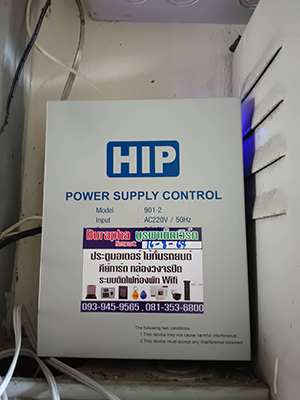 HIP
POWER SUPPLY CONTROL
Model : 901-2
Input : AC220V / 50Hz
Durapha บูรพาเน็ตเวิร์ค
Network 16-8-68
ประตูมอเตอร์ ไม้กั้นรถยนต์
คีย์การ์ด กล้องวงจรปิด
ระบบตัดไฟห้องพัก Wifi
093-945-9565 , 081-353-6800
The following two conditions:
1.This device may not cause harmful interference
2.This device must accept any interference received